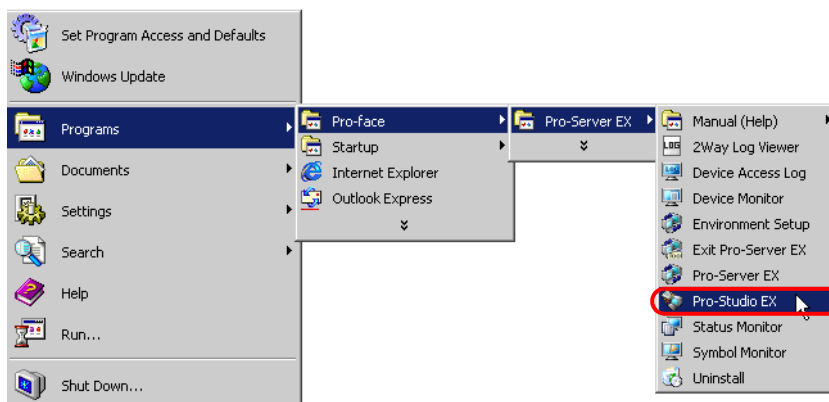 Set Program Access and Defaults
Windows Update
Programs
Documents
Settings
Search
Help
Run...
Shut Down...
Pro-face
Startup
Internet Explorer
Outlook Express
Pro-Server EX
Manual (Help)
LOG
2Way Log Viewer
Device Access Log
Device Monitor
Environment Setup
Exit Pro-Server EX
Pro-Server EX
Pro-Studio EX
Status Monitor
Symbol Monitor
Uninstall